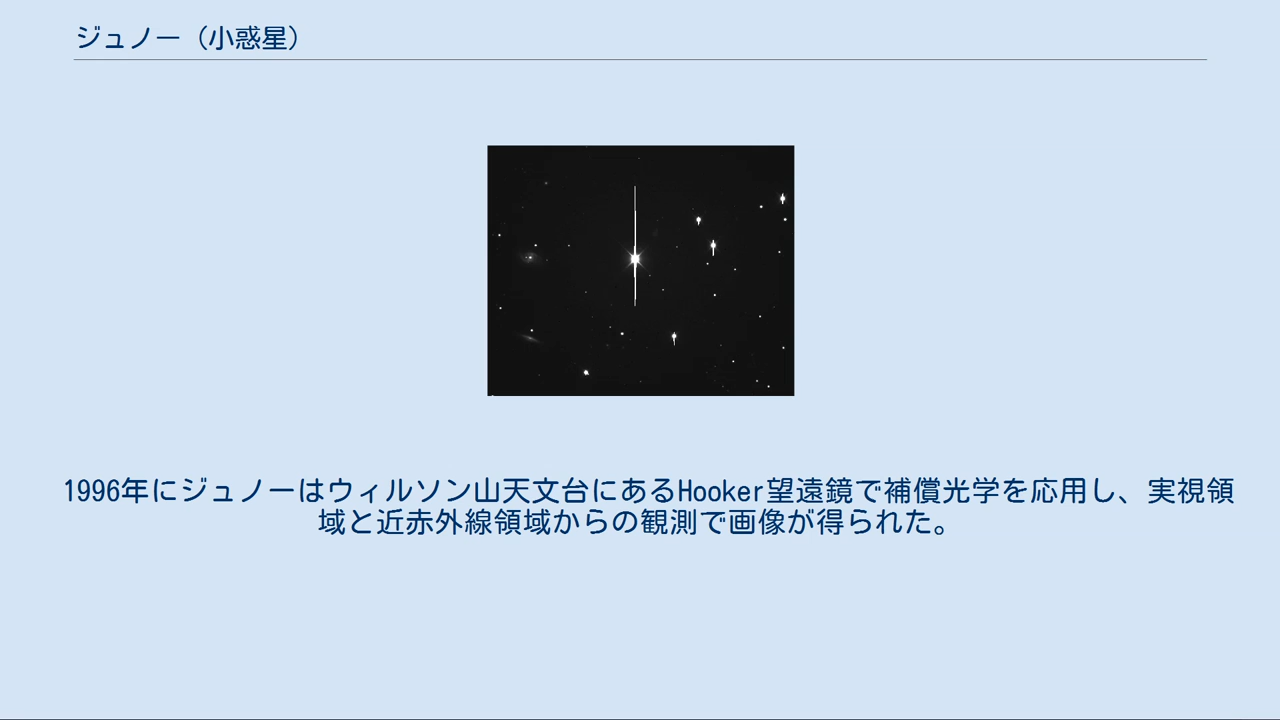 ジュノー（小惑星）
1996年にジュノーはウィルソン山天文台にあるHooker望遠鏡で補償光学を応用し、実視領
域と近赤外線領域からの観測で画像が得られた。